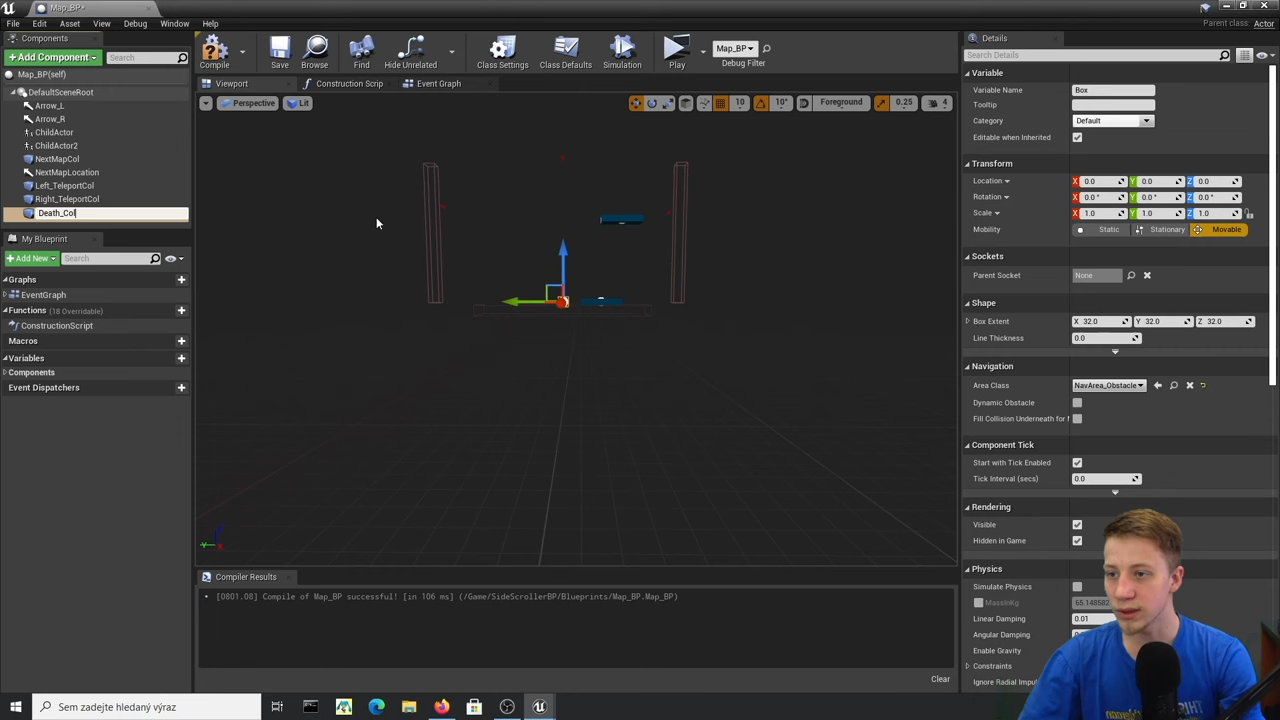 Map_BP*
File Edit Asset View Debug Window Help
Parent class: Actor
Components
+Add Component
Search
Map_BP(self)
DefaultSceneRoot
Arrow_L
Arrow_R
ChildActor
ChildActor2
NextMapCol
NextMapLocation
Left_TeleportCol
Right_TeleportCol
Death_Col
My Blueprint
+Add New
Search
Graphs
EventGraph
Functions (18 Overridable)
ConstructionScript
Macros
Variables
Components
Event Dispatchers
Compile
Save
Browse
Find
Hide Unrelated
Class Settings
Class Defaults
Simulation
Play
Map_BP
Debug Filter
Viewport
Construction Scrip
Event Graph
Perspective
Lit
10
10°
Foreground
0.25
4
Compiler Results
[0801.08] Compile of Map_BP successful! [in 106 ms] (/Game/SideScrollerBP/Blueprints/Map_BP.Map_BP)
Clear
Details
Search Details
Variable
Variable Name Box
Tooltip
Category Default
Editable when Inherited
Transform
Location X 0.0 Y 0.0 Z 0.0
Rotation X 0.0 ° Y 0.0 ° Z 0.0 °
Scale X 1.0 Y 1.0 Z 1.0
Mobility Static Stationary Movable
Sockets
Parent Socket None
Shape
Box Extent X 32.0 Y 32.0 Z 32.0
Line Thickness 0.0
Navigation
Area Class NavArea_Obstacle
Dynamic Obstacle
Fill Collision Underneath for
Component Tick
Start with Tick Enabled
Tick Interval (secs) 0.0
Rendering
Visible
Hidden in Game
Physics
Simulate Physics
MassInKg 65.148582
Linear Damping 0.01
Angular Damping
Enable Gravity
Constraints
Ignore Radial Impu
Sem zadejte hledaný výraz